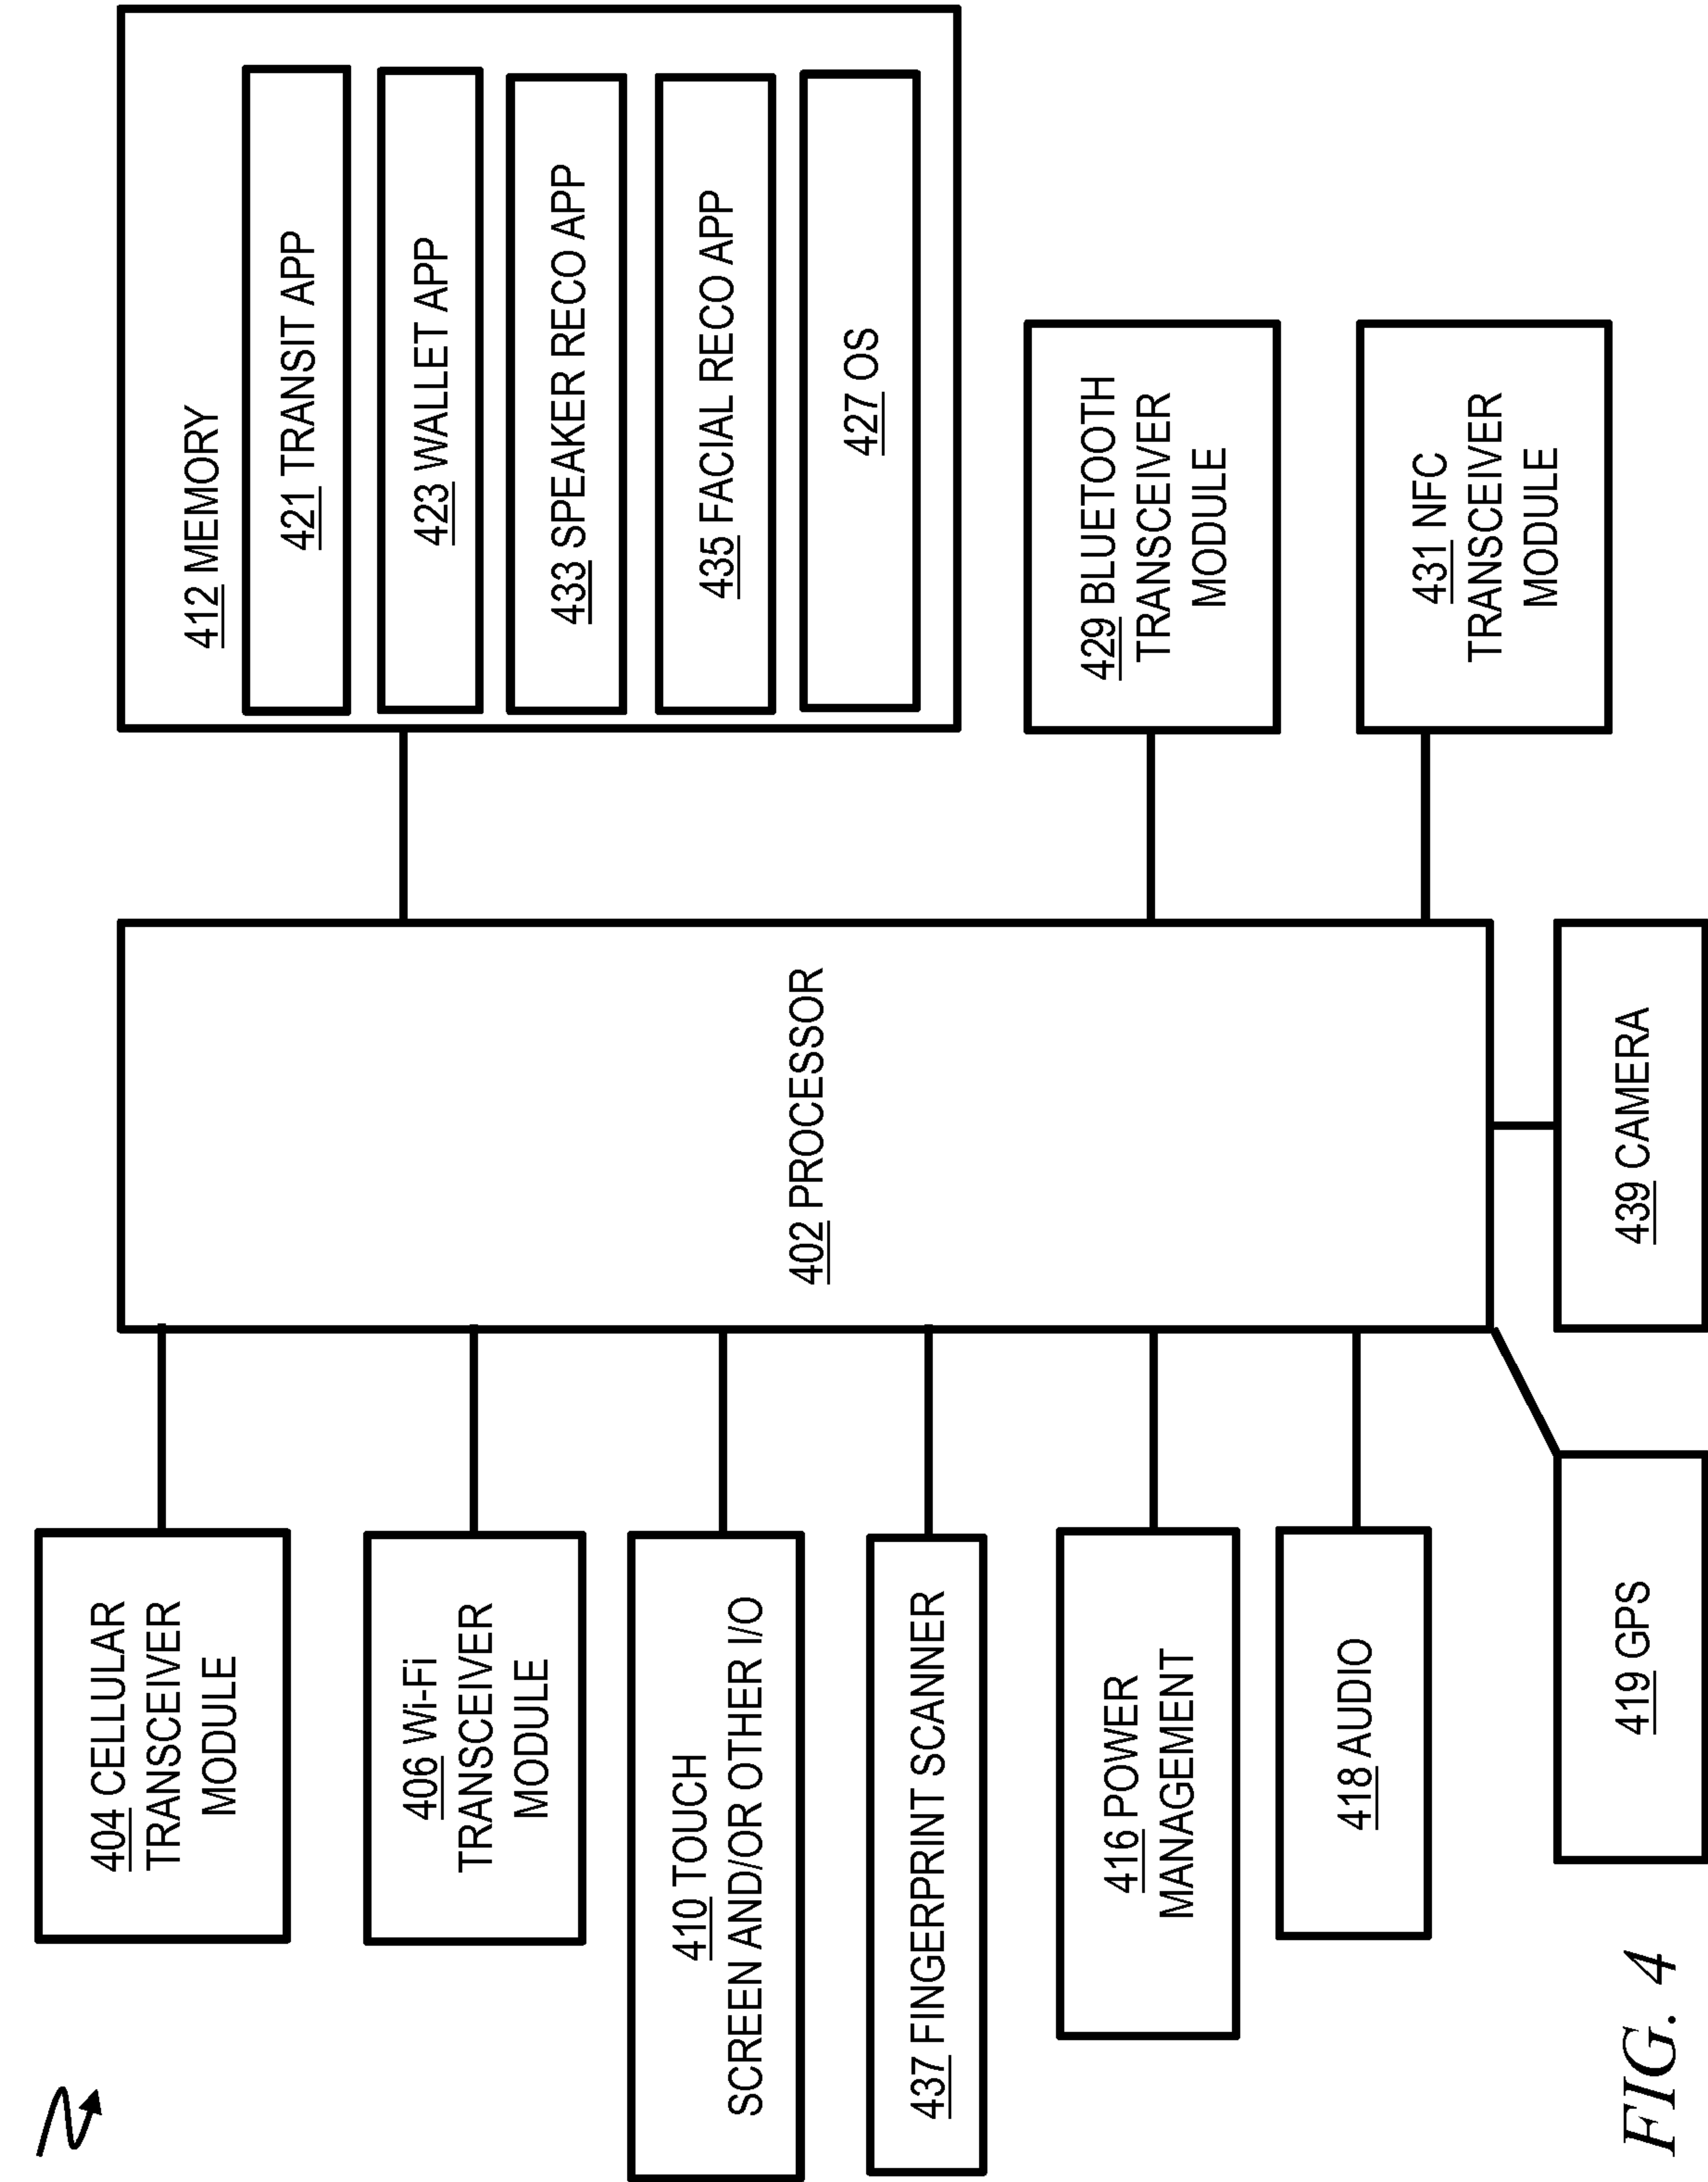 404 CELLULAR
TRANSCEIVER
MODULE
406 Wi-Fi
TRANSCEIVER
MODULE
410 TOUCH
SCREEN AND/OR OTHER I/O
437 FINGERPRINT SCANNER
416 POWER
MANAGEMENT
418 AUDIO
419 GPS
402 PROCESSOR
439 CAMERA
412 MEMORY
421 TRANSIT APP
423 WALLET APP
433 SPEAKER RECO APP
435 FACIAL RECO APP
427 OS
429 BLUETOOTH
TRANSCEIVER
MODULE
431 NFC
TRANSCEIVER
MODULE
FIG. 4